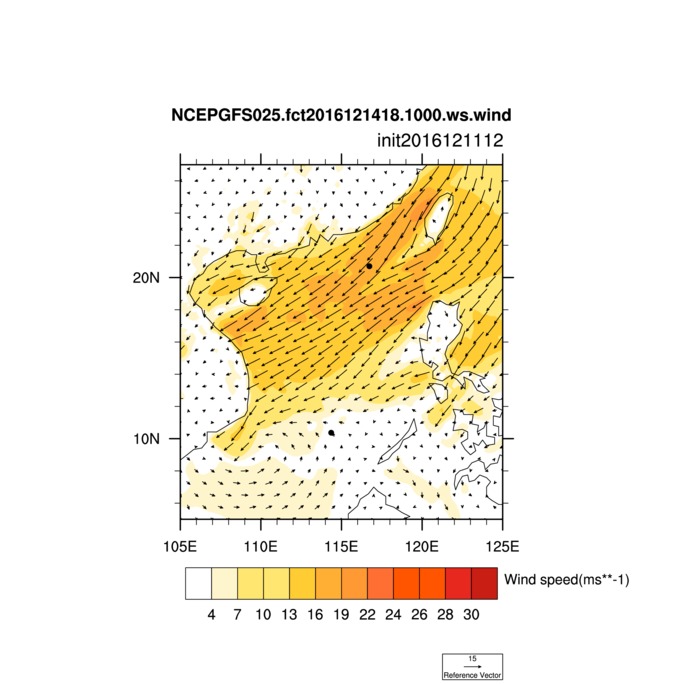 NCEPGFS025.fct2016121418.1000.ws.wind
init2016121112
20N
10N
105E 110E 115E 120E 125E
Wind speed(ms**-1)
4 7 10 13 16 19 22 24 26 28 30
15
Reference Vector